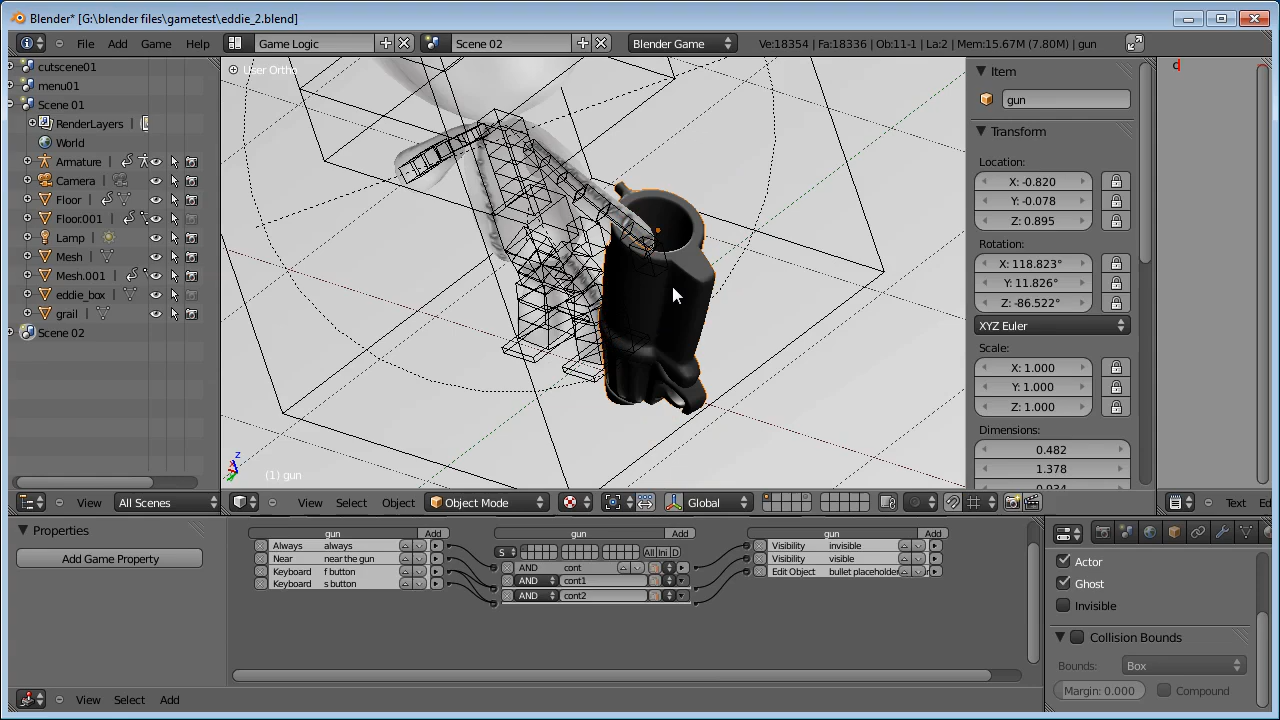 Blender* [G:\blender files\gametest\eddie_2.blend]
File Add Game Help Game Logic Scene 02 Blender Game Ve:18354 | Fa:18336 | Ob:11-1 | La:2 | Mem:15.67M (7.80M) | gun
cutscene01
menu01
Scene 01
RenderLayers |
World
Armature |
Camera |
Floor |
Floor.001 |
Lamp |
Mesh |
Mesh.001 |
eddie_box |
grail |
Scene 02
View All Scenes
User Ortho
z
(1) gun
View Select Object Object Mode Global
Item
gun
Transform
Location:
X: -0.820
Y: -0.078
Z: 0.895
Rotation:
X: 118.823°
Y: 11.826°
Z: -86.522°
XYZ Euler
Scale:
X: 1.000
Y: 1.000
Z: 1.000
Dimensions:
0.482
1.378
0.934
Text Ed
Properties
Add Game Property
gun Add
Always always
Near near the gun
Keyboard f button
Keyboard s button
gun Add
S All Ini D
AND cont
AND cont1
AND cont2
gun Add
Visibility invisible
Visibility visible
Edit Object bullet placeholder
View Select Add
Actor
Ghost
Invisible
Collision Bounds
Bounds: Box
Margin: 0.000 Compound